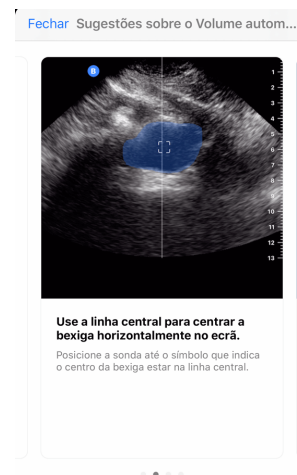 Fechar Sugestões sobre o Volume autom...
B
1
2
3
4
5
6
7
8
9
10
11
12
13
Use a linha central para centrar a
bexiga horizontalmente no ecrã.
Posicione a sonda até o símbolo que indica
o centro da bexiga estar na linha central.